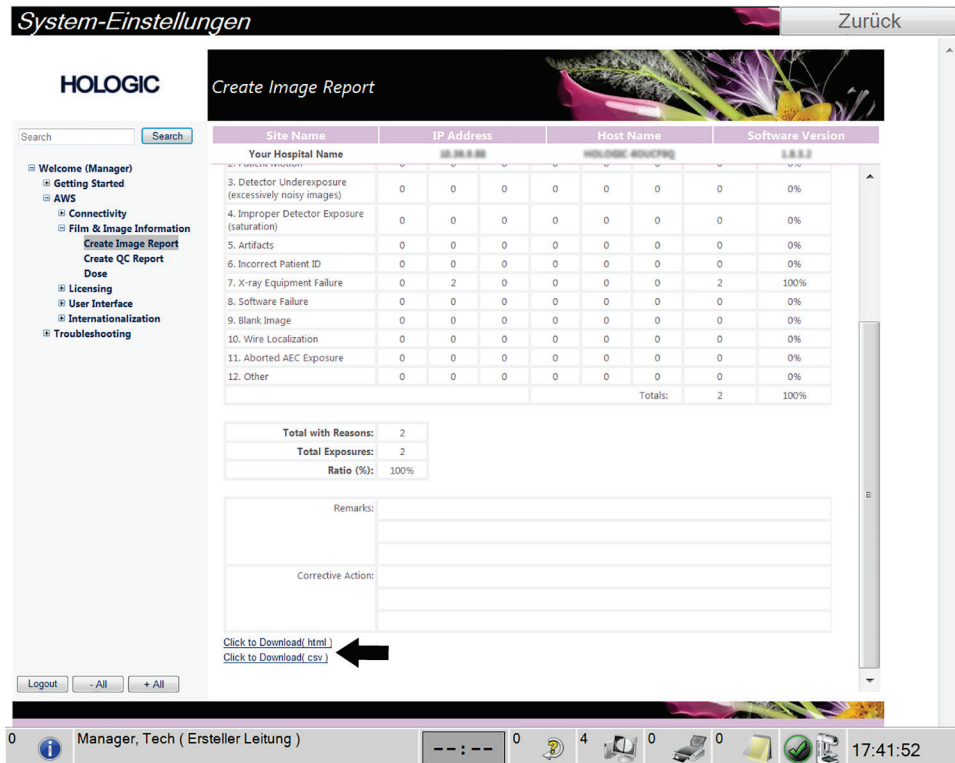 System-Einstellungen
Zurück
HOLOGIC
Create Image Report
Search
Search
Site Name IP Address Host Name Software Version
Your Hospital Name
Welcome (Manager)
Getting Started
AWS
Connectivity
Film & Image Information
Create Image Report
Create QC Report
Dose
Licensing
User Interface
Internationalization
Troubleshooting
3. Detector Underexposure
(excessively noisy images) 0 0 0 0 0 0 0 0%
4. Improper Detector Exposure
(saturation) 0 0 0 0 0 0 0 0%
5. Artifacts 0 0 0 0 0 0 0 0%
6. Incorrect Patient ID 0 0 0 0 0 0 0 0%
7. X-ray Equipment Failure 0 2 0 0 0 0 2 100%
8. Software Failure 0 0 0 0 0 0 0 0%
9. Blank Image 0 0 0 0 0 0 0 0%
10. Wire Localization 0 0 0 0 0 0 0 0%
11. Aborted AEC Exposure 0 0 0 0 0 0 0 0%
12. Other 0 0 0 0 0 0 0 0%
Totals: 2 100%
Total with Reasons: 2
Total Exposures: 2
Ratio (%): 100%
Remarks:
Corrective Action:
Click to Download( html )
Click to Download( csv )
Logout - All + All
0 Manager, Tech ( Ersteller Leitung ) --:-- 0 4 0 0 17:41:52